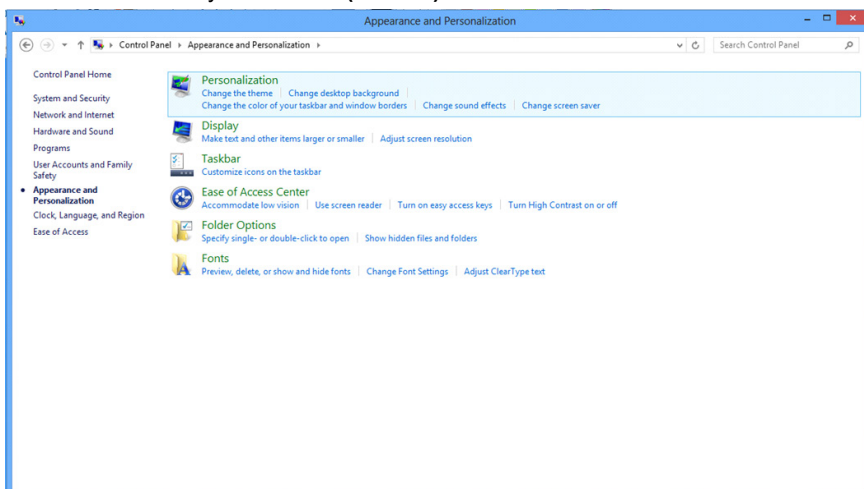 Appearance and Personalization
Control Panel ▸ Appearance and Personalization ▸
Search Control Panel
Control Panel Home
System and Security
Network and Internet
Hardware and Sound
Programs
User Accounts and Family
Safety
Appearance and
Personalization
Clock, Language, and Region
Ease of Access
Personalization
Change the theme | Change desktop background |
Change the color of your taskbar and window borders | Change sound effects | Change screen saver
Display
Make text and other items larger or smaller | Adjust screen resolution
Taskbar
Customize icons on the taskbar
Ease of Access Center
Accommodate low vision | Use screen reader | Turn on easy access keys | Turn High Contrast on or off
Folder Options
Specify single- or double-click to open | Show hidden files and folders
Fonts
Preview, delete, or show and hide fonts | Change Font Settings | Adjust ClearType text